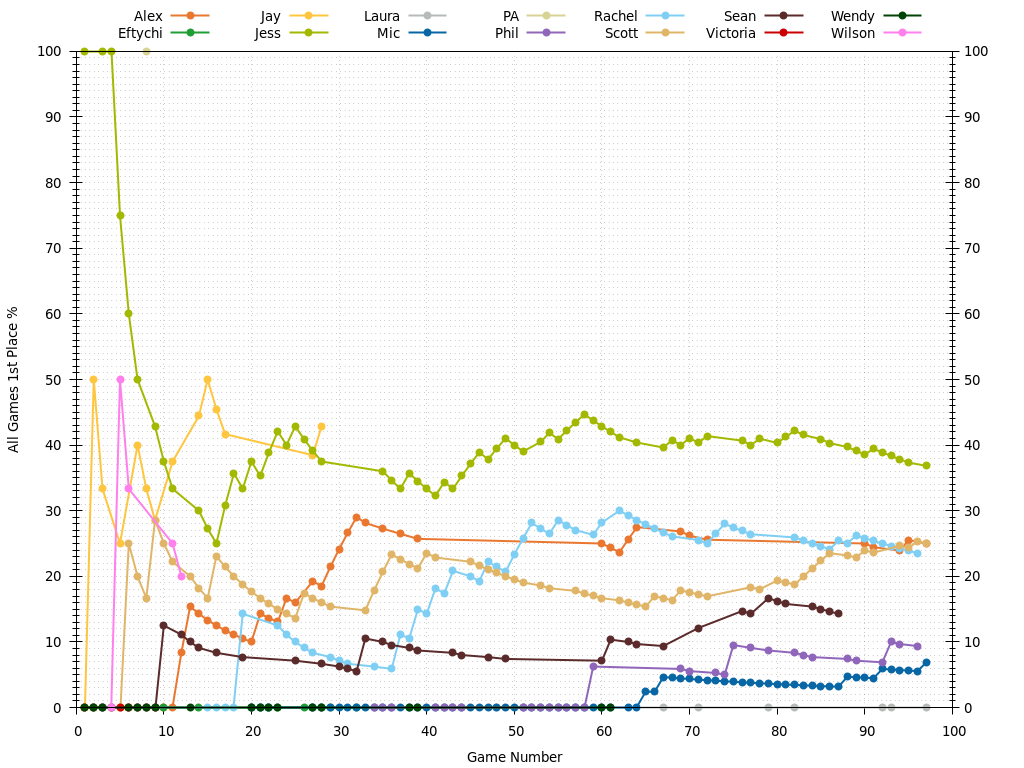 Alex Jay Laura PA Rachel Sean Wendy
Eftychi Jess Mic Phil Scott Victoria Wilson
100 100
90 90
80 80
70 70
60 60
50 50
40 40
30 30
20 20
10 10
0 0
All Games 1st Place %
0 10 20 30 40 50 60 70 80 90 100
Game Number